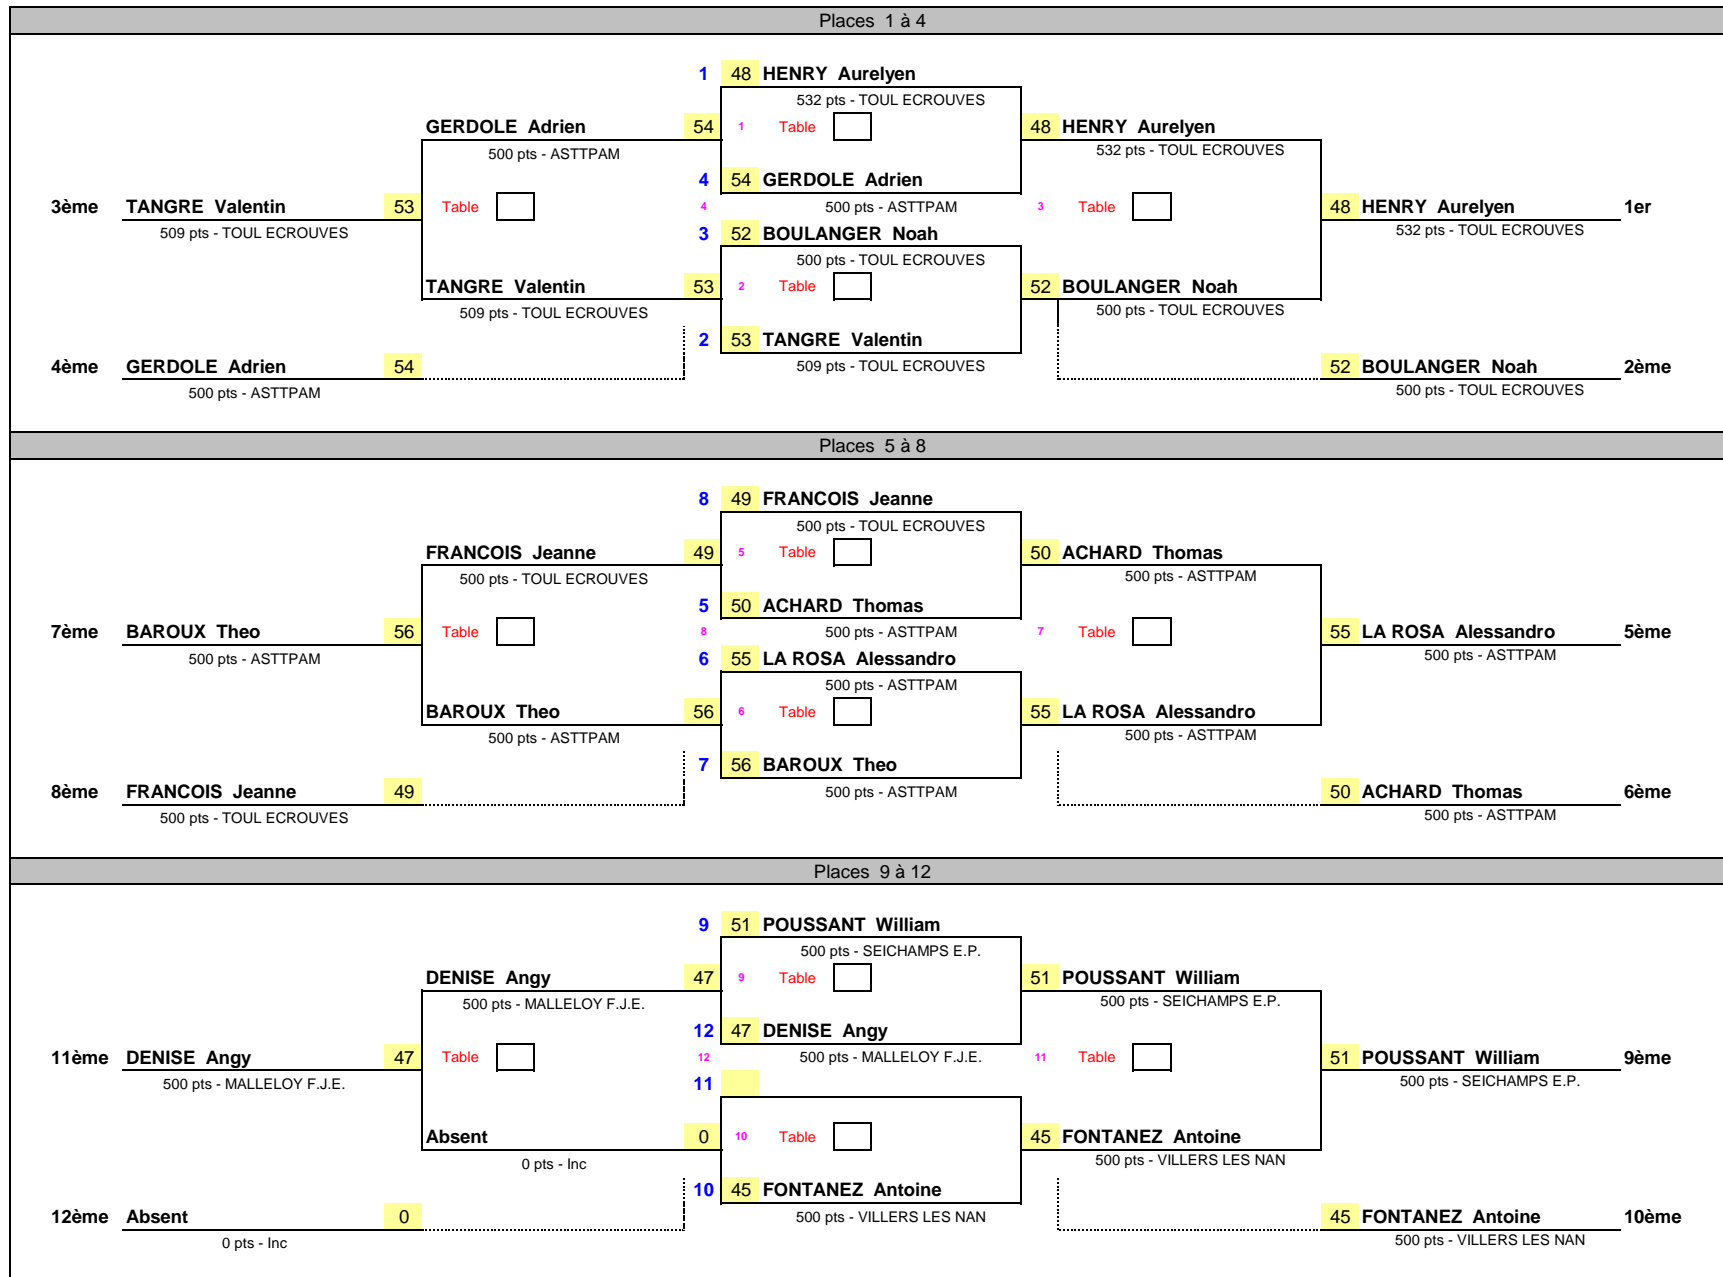 Places 1 à 4
1 48 HENRY Aurelyen
532 pts - TOUL ECROUVES
GERDOLE Adrien 54 1 Table 48 HENRY Aurelyen
500 pts - ASTTPAM 532 pts - TOUL ECROUVES
4 54 GERDOLE Adrien
3ème TANGRE Valentin 53 Table 4 500 pts - ASTTPAM 3 Table 48 HENRY Aurelyen 1er
509 pts - TOUL ECROUVES 3 52 BOULANGER Noah 532 pts - TOUL ECROUVES
500 pts - TOUL ECROUVES
TANGRE Valentin 53 2 Table 52 BOULANGER Noah
509 pts - TOUL ECROUVES 500 pts - TOUL ECROUVES
2 53 TANGRE Valentin
4ème GERDOLE Adrien 54 509 pts - TOUL ECROUVES 52 BOULANGER Noah 2ème
500 pts - ASTTPAM 500 pts - TOUL ECROUVES
Places 5 à 8
8 49 FRANCOIS Jeanne
500 pts - TOUL ECROUVES
FRANCOIS Jeanne 49 5 Table 50 ACHARD Thomas
500 pts - TOUL ECROUVES 500 pts - ASTTPAM
5 50 ACHARD Thomas
7ème BAROUX Theo 56 Table 8 500 pts - ASTTPAM 7 Table 55 LA ROSA Alessandro 5ème
500 pts - ASTTPAM 6 55 LA ROSA Alessandro 500 pts - ASTTPAM
500 pts - ASTTPAM
BAROUX Theo 56 6 Table 55 LA ROSA Alessandro
500 pts - ASTTPAM 500 pts - ASTTPAM
7 56 BAROUX Theo
8ème FRANCOIS Jeanne 49 500 pts - ASTTPAM 50 ACHARD Thomas 6ème
500 pts - TOUL ECROUVES 500 pts - ASTTPAM
Places 9 à 12
9 51 POUSSANT William
500 pts - SEICHAMPS E.P.
DENISE Angy 47 9 Table 51 POUSSANT William
500 pts - MALLELOY F.J.E. 500 pts - SEICHAMPS E.P.
12 47 DENISE Angy
11ème DENISE Angy 47 Table 12 500 pts - MALLELOY F.J.E. 11 Table 51 POUSSANT William 9ème
500 pts - MALLELOY F.J.E. 11 500 pts - SEICHAMPS E.P.
Absent 0 10 Table 45 FONTANEZ Antoine
0 pts - Inc 500 pts - VILLERS LES NAN
10 45 FONTANEZ Antoine
12ème Absent 0 500 pts - VILLERS LES NAN 45 FONTANEZ Antoine 10ème
0 pts - Inc 500 pts - VILLERS LES NAN